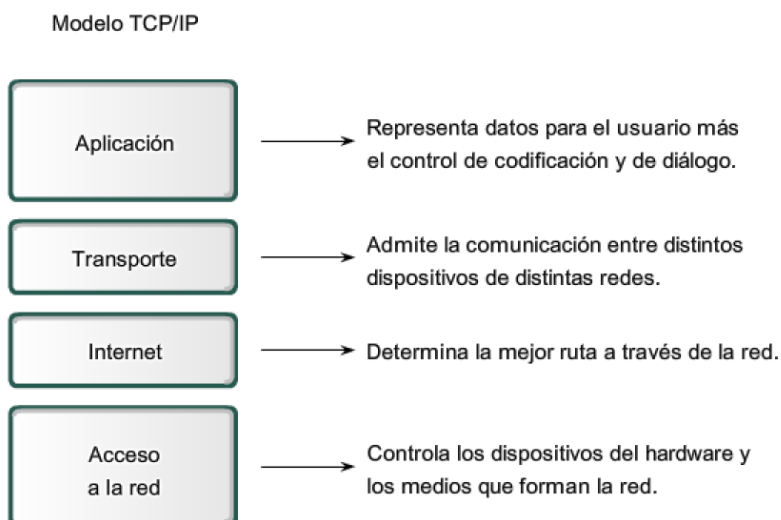 Modelo TCP/IP
Aplicación
Representa datos para el usuario más
el control de codificación y de diálogo.
Transporte
Admite la comunicación entre distintos
dispositivos de distintas redes.
Internet
Determina la mejor ruta a través de la red.
Acceso
a la red
Controla los dispositivos del hardware y
los medios que forman la red.